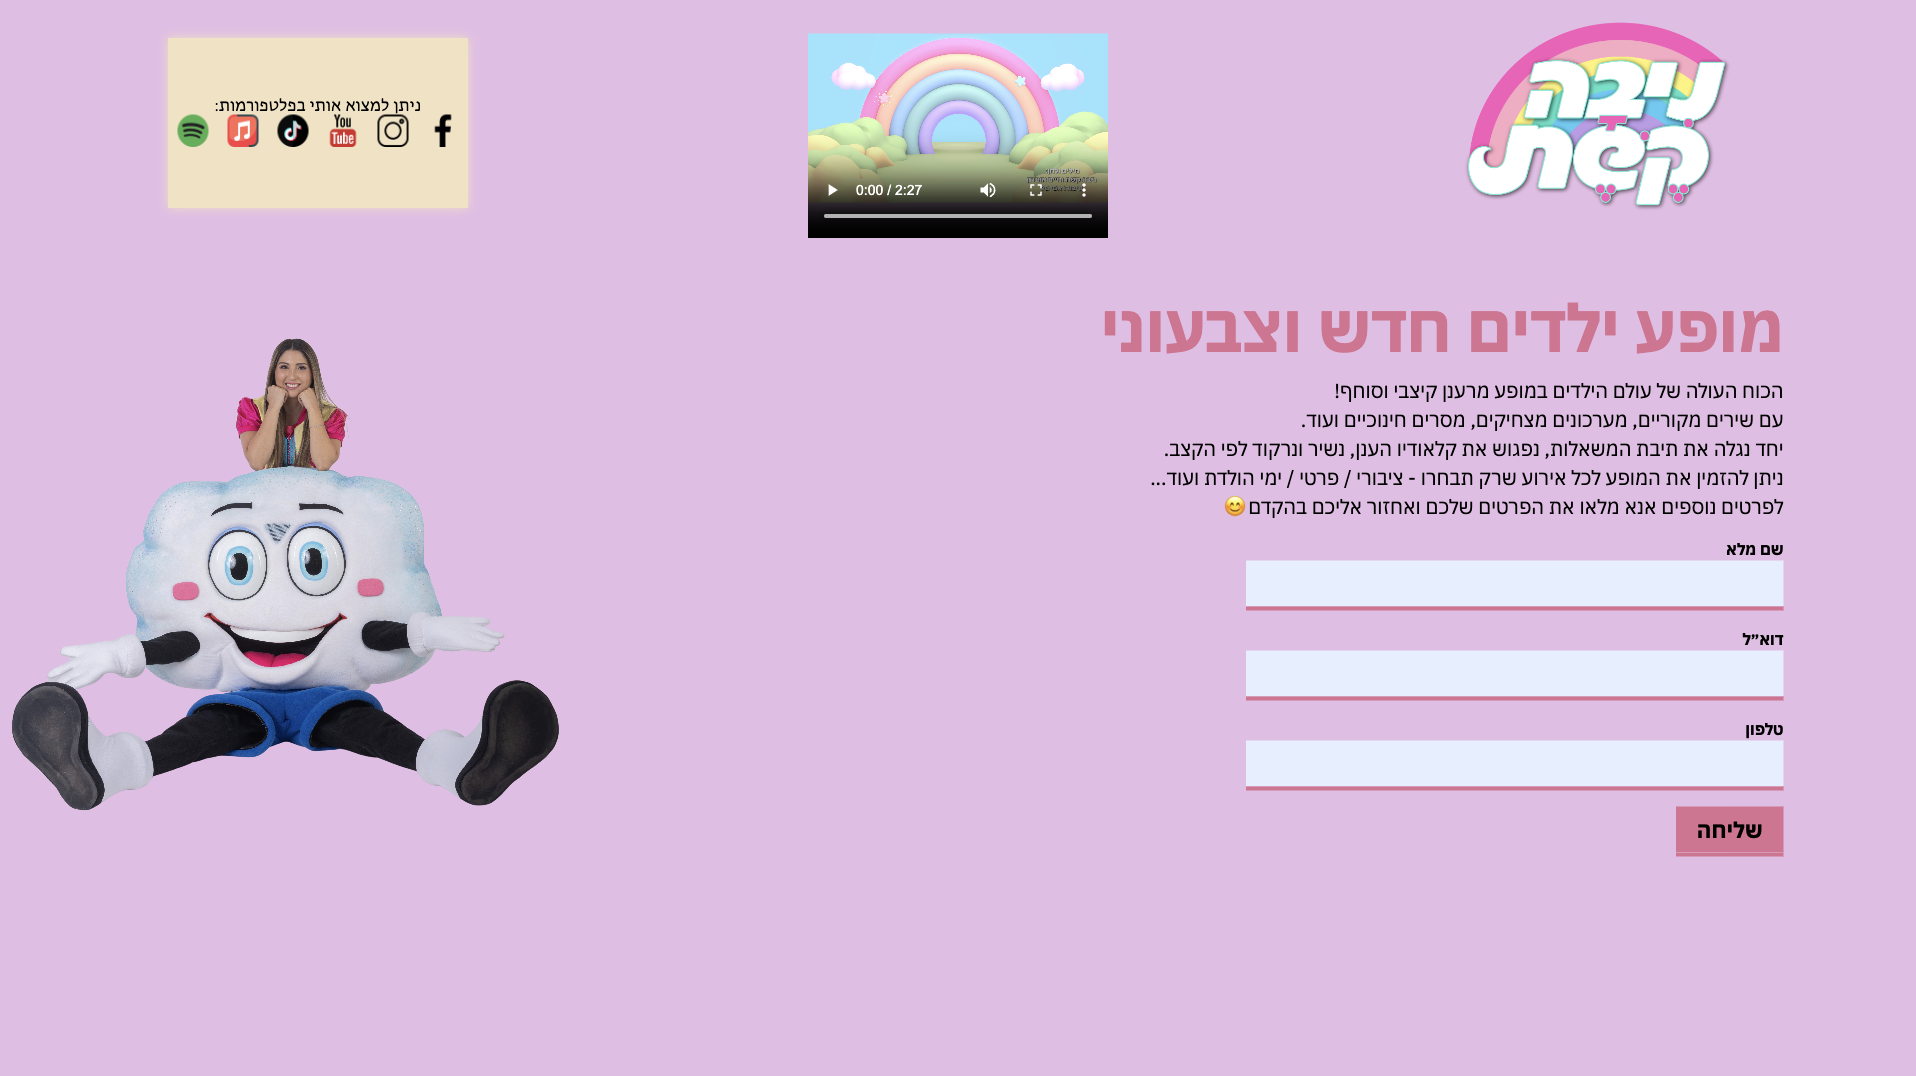 נִיבָה
קֶשֶׁת
0:00 / 2:27
ניתן למצוא אותי בפלטפורמות:
You
Tube
מופע ילדים חדש וצבעוני
הכוח העולה של עולם הילדים במופע מרענן קיצבי וסוחף!
עם שירים מקוריים, מערכונים מצחיקים, מסרים חינוכיים ועוד.
יחד נגלה את תיבת המשאלות, נפגוש את קלאודיו הענן, נשיר ונרקוד לפי הקצב.
ניתן להזמין את המופע לכל אירוע שרק תבחרו - ציבורי / פרטי / ימי הולדת ועוד...
לפרטים נוספים אנא מלאו את הפרטים שלכם ואחזור אליכם בהקדם😊
שם מלא
דוא״ל
טלפון
שליחה